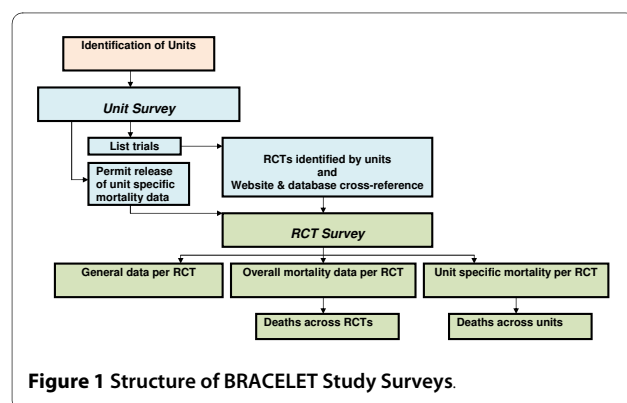 Identification of Units
Unit Survey
List trials
Permit release
of unit specific
mortality data
RCTs identified by units
and
Website & database cross-reference
RCT Survey
General data per RCT
Overall mortality data per RCT
Unit specific mortality per RCT
Deaths across RCTs
Deaths across units
Figure 1 Structure of BRACELET Study Surveys.